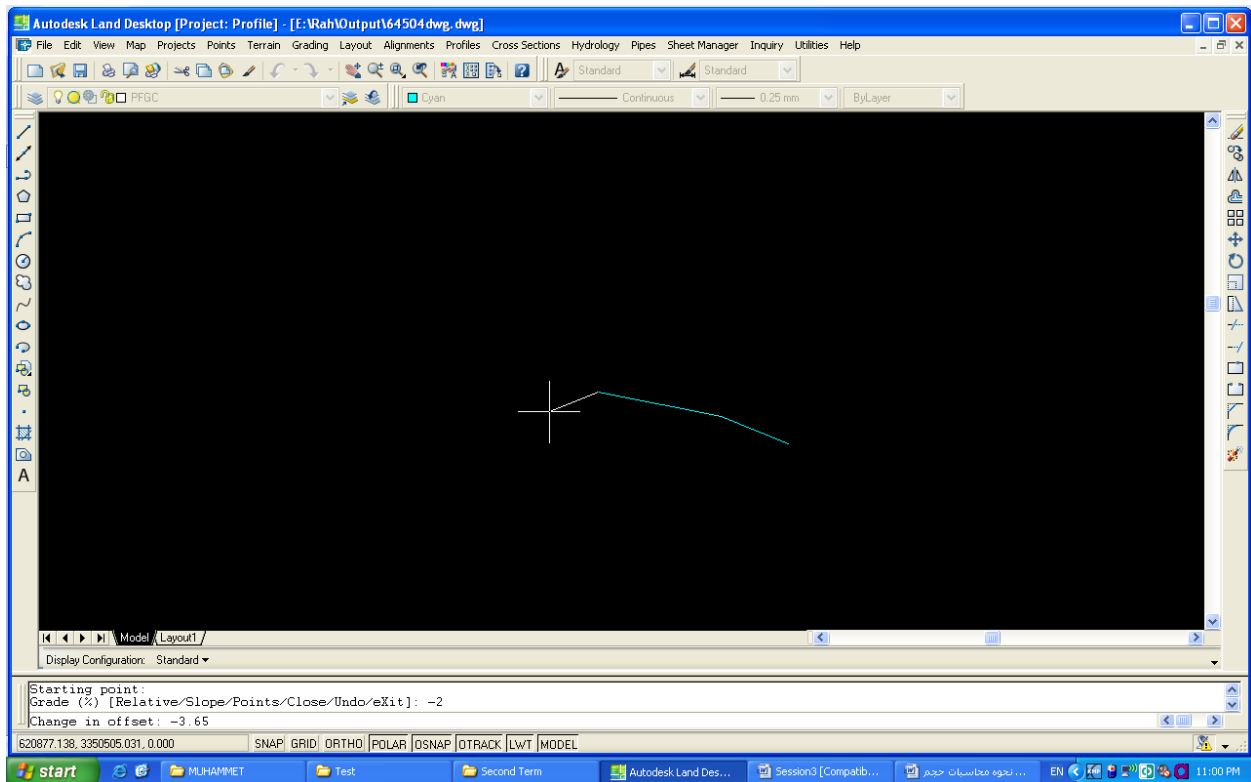 Autodesk Land Desktop [Project: Profile] - [E:\Rah\Output\64504dwg.dwg]
File Edit View Map Projects Points Terrain Grading Layout Alignments Profiles Cross Sections Hydrology Pipes Sheet Manager Inquiry Utilities Help
Standard Standard
PFGC Cyan Continuous 0.25 mm ByLayer
A
Model Layout1
Display Configuration: Standard
Starting point:
Grade (%) [Relative/Slope/Points/Close/Undo/eXit]: -2
Change in offset: -3.65
620877.138, 3350505.031, 0.000 SNAP GRID ORTHO POLAR OSNAP OTRACK LWT MODEL
start MUHAMMET Test Second Term Autodesk Land Des... Session3 [Compatib... نحوه محاسبات حجم ... EN 11:00 PM